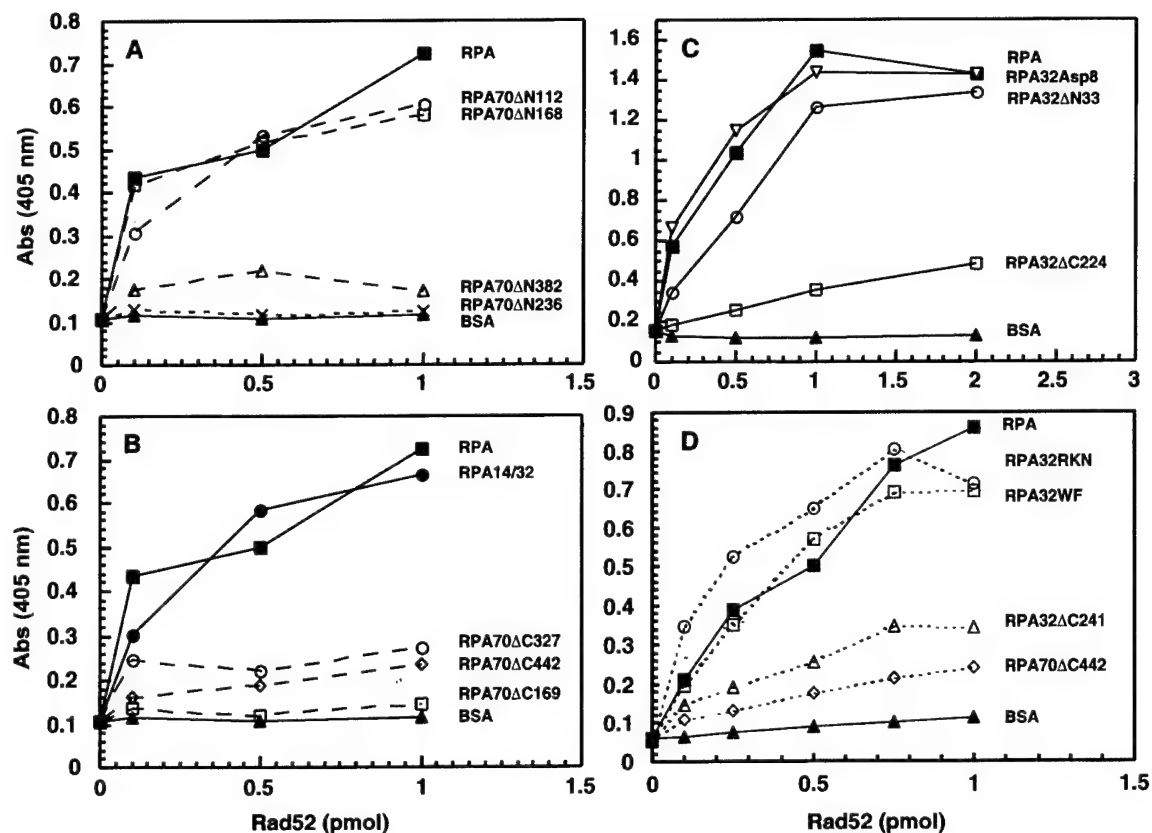 A
Abs (405 nm)
0.8
0.7
0.6
0.5
0.4
0.3
0.2
0.1
0
RPA
RPA70ΔN112
RPA70ΔN168
RPA70ΔN382
RPA70ΔN236
BSA
0 0.5 1 1.5
C
1.6
1.4
1.2
1
0.8
0.6
0.4
0.2
0
RPA
RPA32Asp8
RPA32ΔN33
RPA32ΔC224
BSA
0 0.5 1 1.5 2 2.5 3
B
Abs (405 nm)
0.8
0.7
0.6
0.5
0.4
0.3
0.2
0.1
0
RPA
RPA14/32
RPA70ΔC327
RPA70ΔC442
RPA70ΔC169
BSA
0 0.5 1 1.5
Rad52 (pmol)
D
0.9
0.8
0.7
0.6
0.5
0.4
0.3
0.2
0.1
0
RPA
RPA32RKN
RPA32WF
RPA32ΔC241
RPA70ΔC442
BSA
0 0.5 1 1.5
Rad52 (pmol)